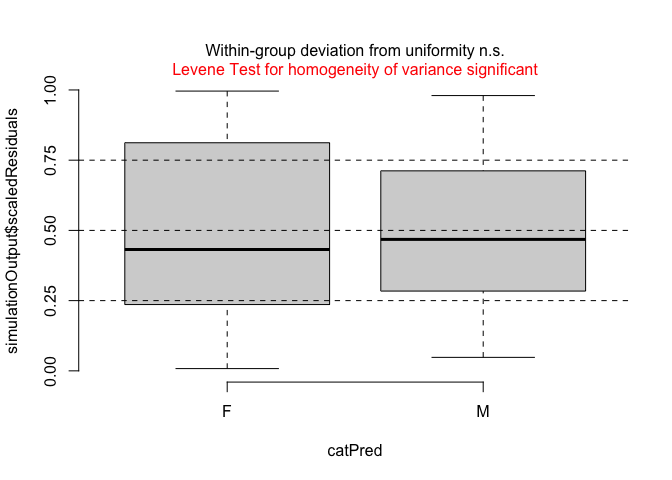 Within-group deviation from uniformity n.s.
Levene Test for homogeneity of variance significant
simulationOutput$scaledResiduals
1.00
0.75
0.50
0.25
0.00
F M
catPred